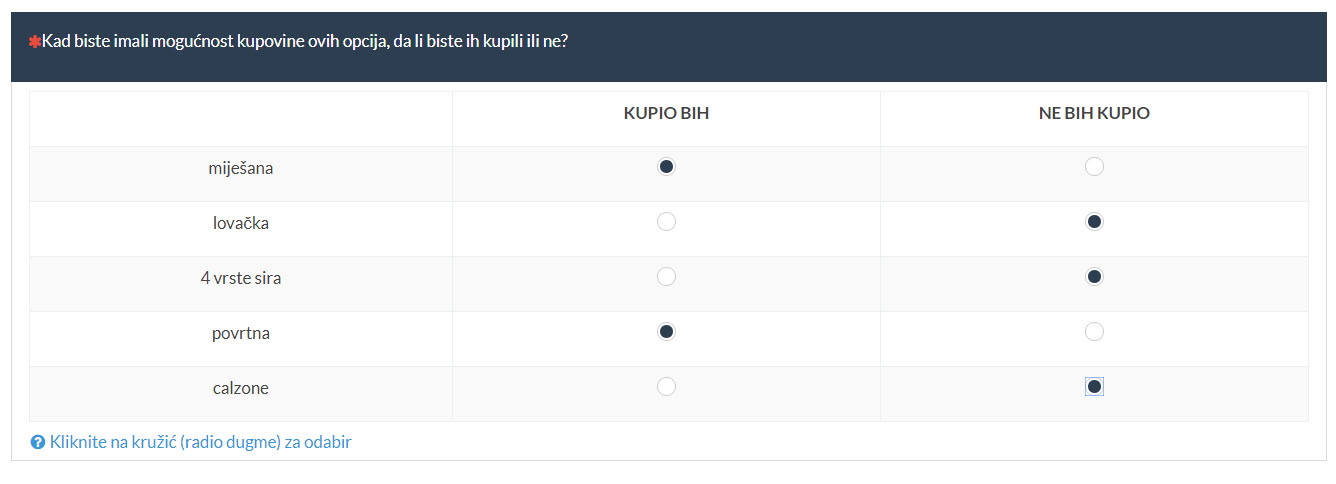 *Kad biste imali mogućnost kupovine ovih opcija, da li biste ih kupili ili ne?
KUPIO BIH NE BIH KUPIO
miješana
lovačka
4 vrste sira
povrtna
calzone
Kliknite na kružić (radio dugme) za odabir